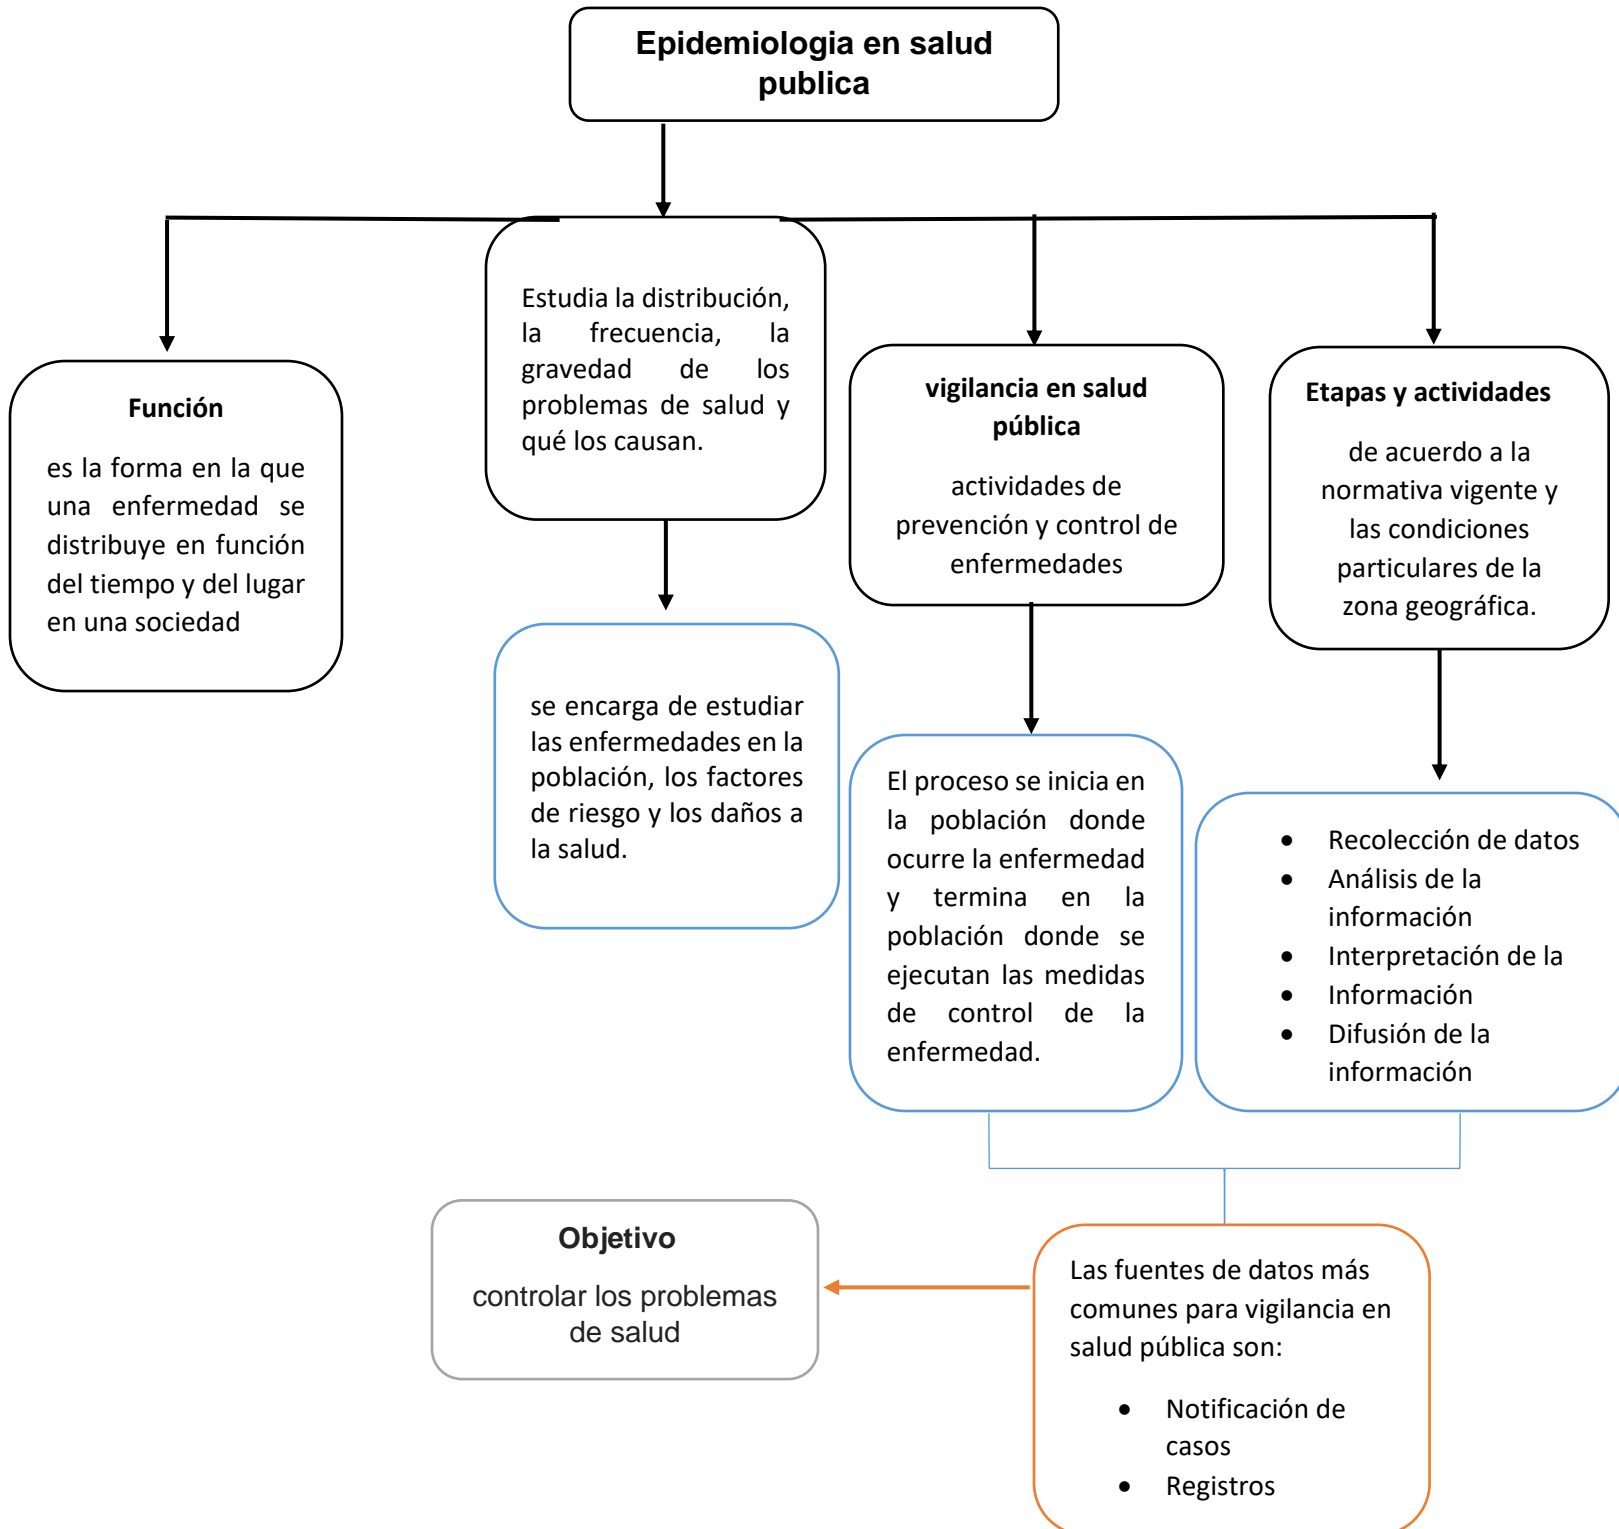 Epidemiologia en salud
publica
Función
es la forma en la que
una enfermedad se
distribuye en función
del tiempo y del lugar
en una sociedad
Estudia la distribución,
la frecuencia, la
gravedad de los
problemas de salud y
qué los causan.
vigilancia en salud
pública
actividades de
prevención y control de
enfermedades
Etapas y actividades
de acuerdo a la
normativa vigente y
las condiciones
particulares de la
zona geográfica.
se encarga de estudiar
las enfermedades en la
población, los factores
de riesgo y los daños a
la salud.
El proceso se inicia en
la población donde
ocurre la enfermedad
y termina en la
población donde se
ejecutan las medidas
de control de la
enfermedad.
• Recolección de datos
• Análisis de la
información
• Interpretación de la
• Información
• Difusión de la
información
Objetivo
controlar los problemas
de salud
Las fuentes de datos más
comunes para vigilancia en
salud pública son:
• Notificación de
casos
• Registros